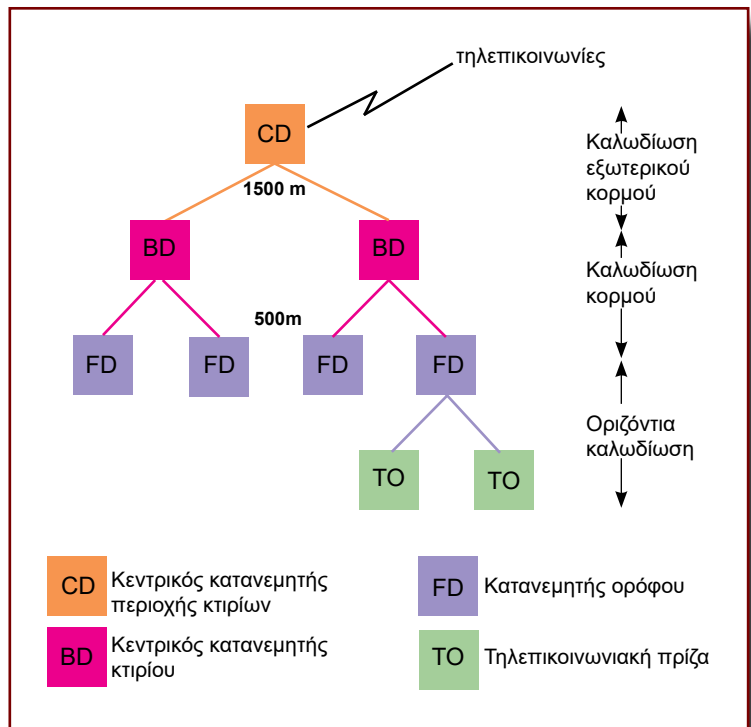 τηλεπικοινωνίες
CD
Καλωδίωση
εξωτερικού
κορμού
1500 m
BD
BD
Καλωδίωση
κορμού
500m
FD
FD
FD
FD
Οριζόντια
καλωδίωση
TO
TO
CD
Κεντρικός κατανεμητής
περιοχής κτιρίων
FD
Κατανεμητής ορόφου
BD
Κεντρικός κατανεμητής
κτιρίου
TO
Τηλεπικοινωνιακή πρίζα